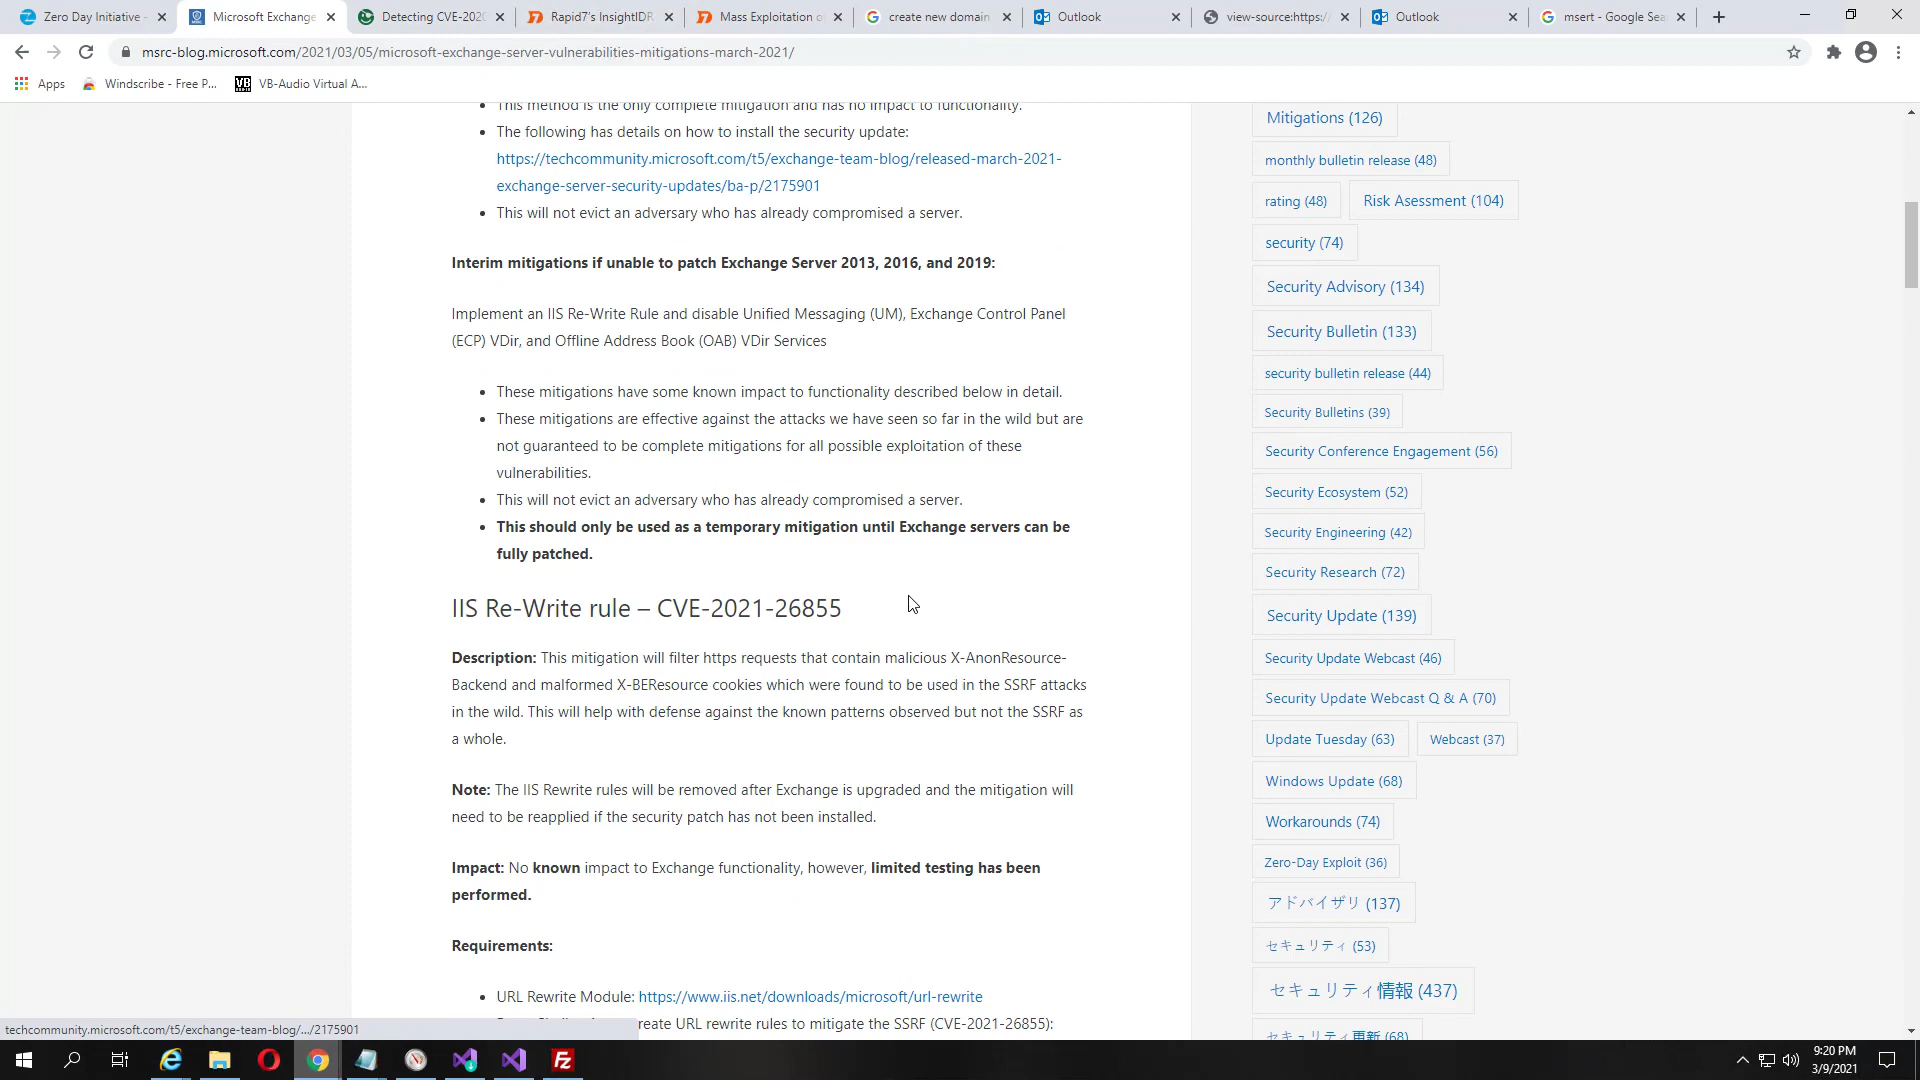 Zero Day Initiative -
Microsoft Exchange
Detecting CVE-2020
Rapid7's InsightIDR
Mass Exploitation o
create new domain
Outlook
view-source:https:/
Outlook
msert - Google Sea
msrc-blog.microsoft.com/2021/03/05/microsoft-exchange-server-vulnerabilities-mitigations-march-2021/
Apps
Windscribe - Free P...
VB-Audio Virtual A...
• This method is the only complete mitigation and has no impact to functionality.
• The following has details on how to install the security update:
https://techcommunity.microsoft.com/t5/exchange-team-blog/released-march-2021-
exchange-server-security-updates/ba-p/2175901
• This will not evict an adversary who has already compromised a server.
Interim mitigations if unable to patch Exchange Server 2013, 2016, and 2019:
Implement an IIS Re-Write Rule and disable Unified Messaging (UM), Exchange Control Panel
(ECP) VDir, and Offline Address Book (OAB) VDir Services
• These mitigations have some known impact to functionality described below in detail.
• These mitigations are effective against the attacks we have seen so far in the wild but are
not guaranteed to be complete mitigations for all possible exploitation of these
vulnerabilities.
• This will not evict an adversary who has already compromised a server.
• This should only be used as a temporary mitigation until Exchange servers can be
fully patched.
IIS Re-Write rule – CVE-2021-26855
Description: This mitigation will filter https requests that contain malicious X-AnonResource-
Backend and malformed X-BEResource cookies which were found to be used in the SSRF attacks
in the wild. This will help with defense against the known patterns observed but not the SSRF as
a whole.
Note: The IIS Rewrite rules will be removed after Exchange is upgraded and the mitigation will
need to be reapplied if the security patch has not been installed.
Impact: No known impact to Exchange functionality, however, limited testing has been
performed.
Requirements:
• URL Rewrite Module: https://www.iis.net/downloads/microsoft/url-rewrite
reate URL rewrite rules to mitigate the SSRF (CVE-2021-26855):
Mitigations (126)
monthly bulletin release (48)
rating (48)
Risk Asessment (104)
security (74)
Security Advisory (134)
Security Bulletin (133)
security bulletin release (44)
Security Bulletins (39)
Security Conference Engagement (56)
Security Ecosystem (52)
Security Engineering (42)
Security Research (72)
Security Update (139)
Security Update Webcast (46)
Security Update Webcast Q & A (70)
Update Tuesday (63)
Webcast (37)
Windows Update (68)
Workarounds (74)
Zero-Day Exploit (36)
アドバイザリ (137)
セキュリティ (53)
セキュリティ情報 (437)
セキュリティ更新 (68)
techcommunity.microsoft.com/t5/exchange-team-blog/.../2175901
9:20 PM
3/9/2021